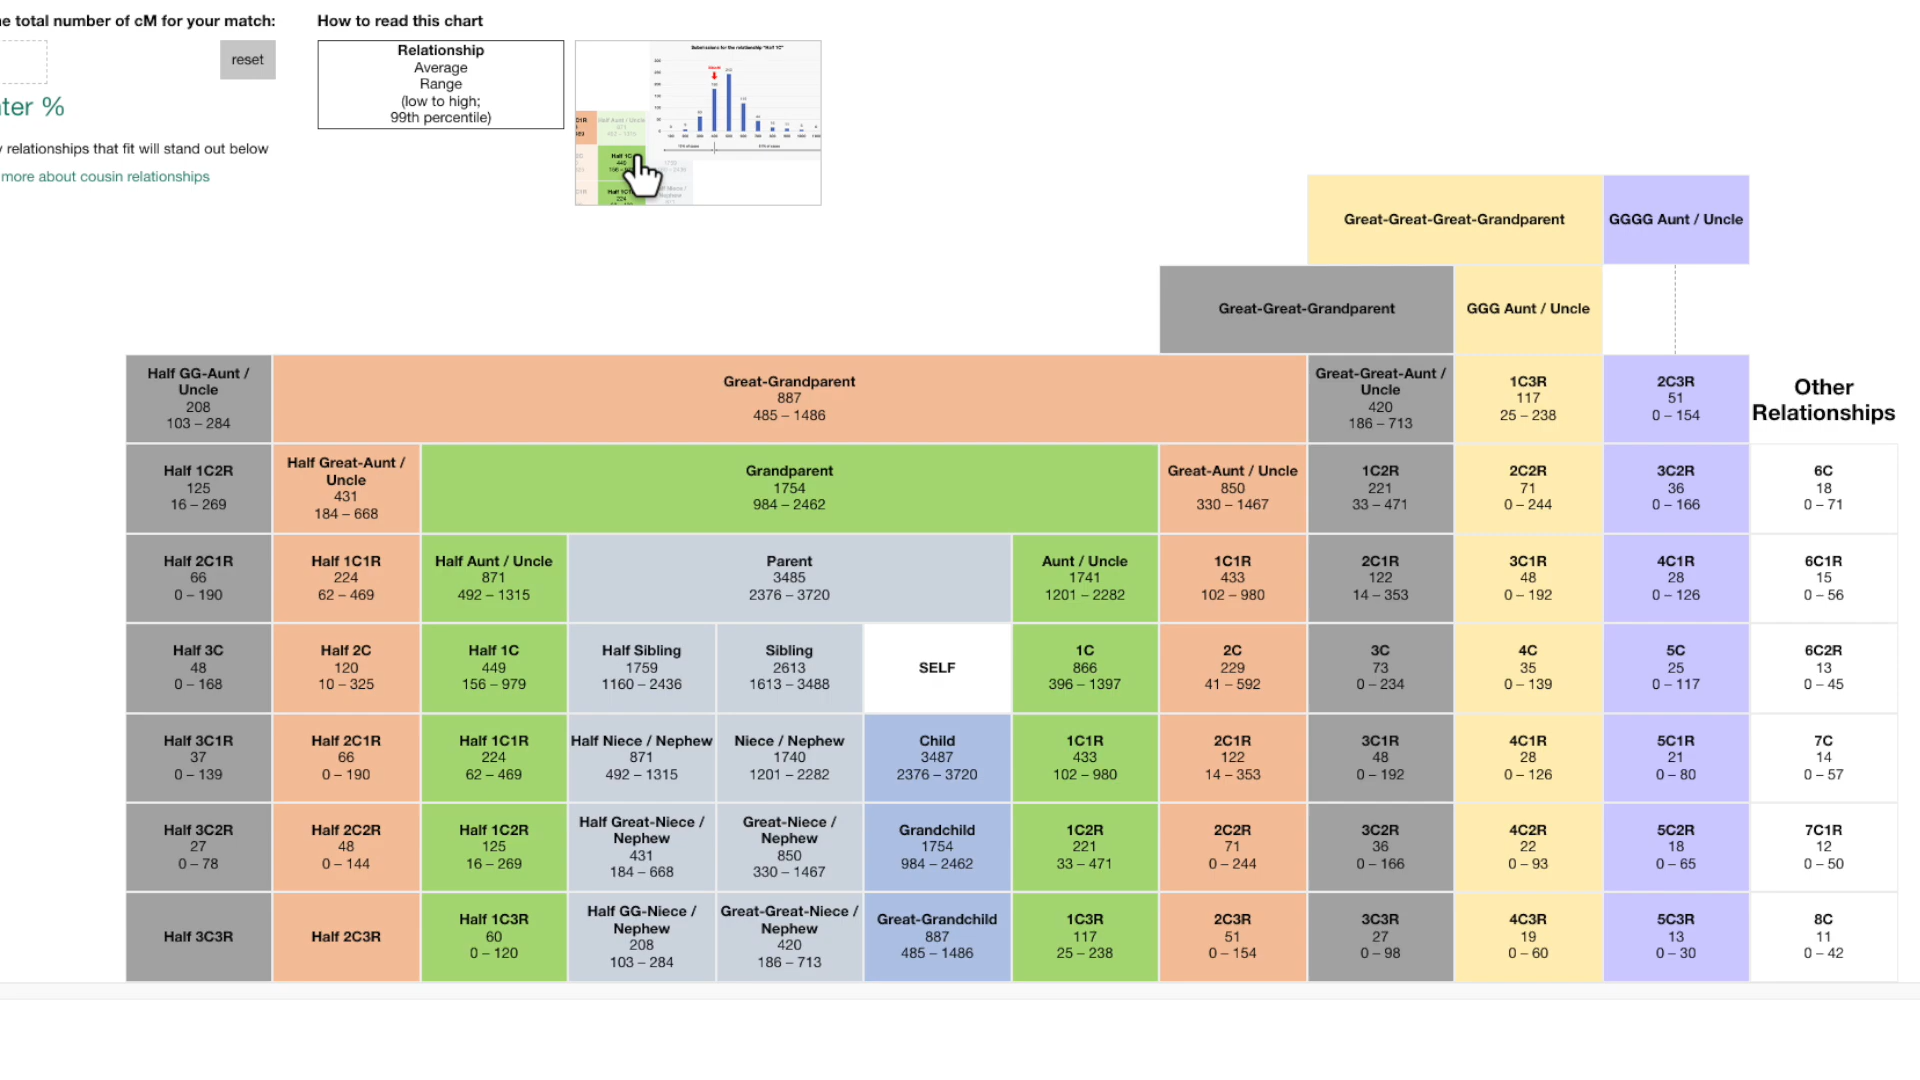 e total number of cM for your match:
reset
ter %
relationships that fit will stand out below
more about cousin relationships
How to read this chart
Relationship
Average
Range
(low to high;
99th percentile)
Submissions for the relationship "Half 1C"
Half 1C
449
224
Great-Great-Great-Grandparent
GGGG Aunt / Uncle
Great-Great-Grandparent
GGG Aunt / Uncle
Half GG-Aunt /
Uncle
208
103 – 284
Great-Grandparent
887
485 – 1486
Great-Great-Aunt /
Uncle
420
186 – 713
1C3R
117
25 – 238
2C3R
51
0 – 154
Other
Relationships
Half 1C2R
125
16 – 269
Half Great-Aunt /
Uncle
431
184 – 668
Grandparent
1754
984 – 2462
Great-Aunt / Uncle
850
330 – 1467
1C2R
221
33 – 471
2C2R
71
0 – 244
3C2R
36
0 – 166
6C
18
0 – 71
Half 2C1R
66
0 – 190
Half 1C1R
224
62 – 469
Half Aunt / Uncle
871
492 – 1315
Parent
3485
2376 – 3720
Aunt / Uncle
1741
1201 – 2282
1C1R
433
102 – 980
2C1R
122
14 – 353
3C1R
48
0 – 192
4C1R
28
0 – 126
6C1R
15
0 – 56
Half 3C
48
0 – 168
Half 2C
120
10 – 325
Half 1C
449
156 – 979
Half Sibling
1759
1160 – 2436
Sibling
2613
1613 – 3488
SELF
1C
866
396 – 1397
2C
229
41 – 592
3C
73
0 – 234
4C
35
0 – 139
5C
25
0 – 117
6C2R
13
0 – 45
Half 3C1R
37
0 – 139
Half 2C1R
66
0 – 190
Half 1C1R
224
62 – 469
Half Niece / Nephew
871
492 – 1315
Niece / Nephew
1740
1201 – 2282
Child
3487
2376 – 3720
1C1R
433
102 – 980
2C1R
122
14 – 353
3C1R
48
0 – 192
4C1R
28
0 – 126
5C1R
21
0 – 80
7C
14
0 – 57
Half 3C2R
27
0 – 78
Half 2C2R
48
0 – 144
Half 1C2R
125
16 – 269
Half Great-Niece /
Nephew
431
184 – 668
Great-Niece /
Nephew
850
330 – 1467
Grandchild
1754
984 – 2462
1C2R
221
33 – 471
2C2R
71
0 – 244
3C2R
36
0 – 166
4C2R
22
0 – 93
5C2R
18
0 – 65
7C1R
12
0 – 50
Half 3C3R
Half 2C3R
Half 1C3R
60
0 – 120
Half GG-Niece /
Nephew
208
103 – 284
Great-Great-Niece /
Nephew
420
186 – 713
Great-Grandchild
887
485 – 1486
1C3R
117
25 – 238
2C3R
51
0 – 154
3C3R
27
0 – 98
4C3R
19
0 – 60
5C3R
13
0 – 30
8C
11
0 – 42